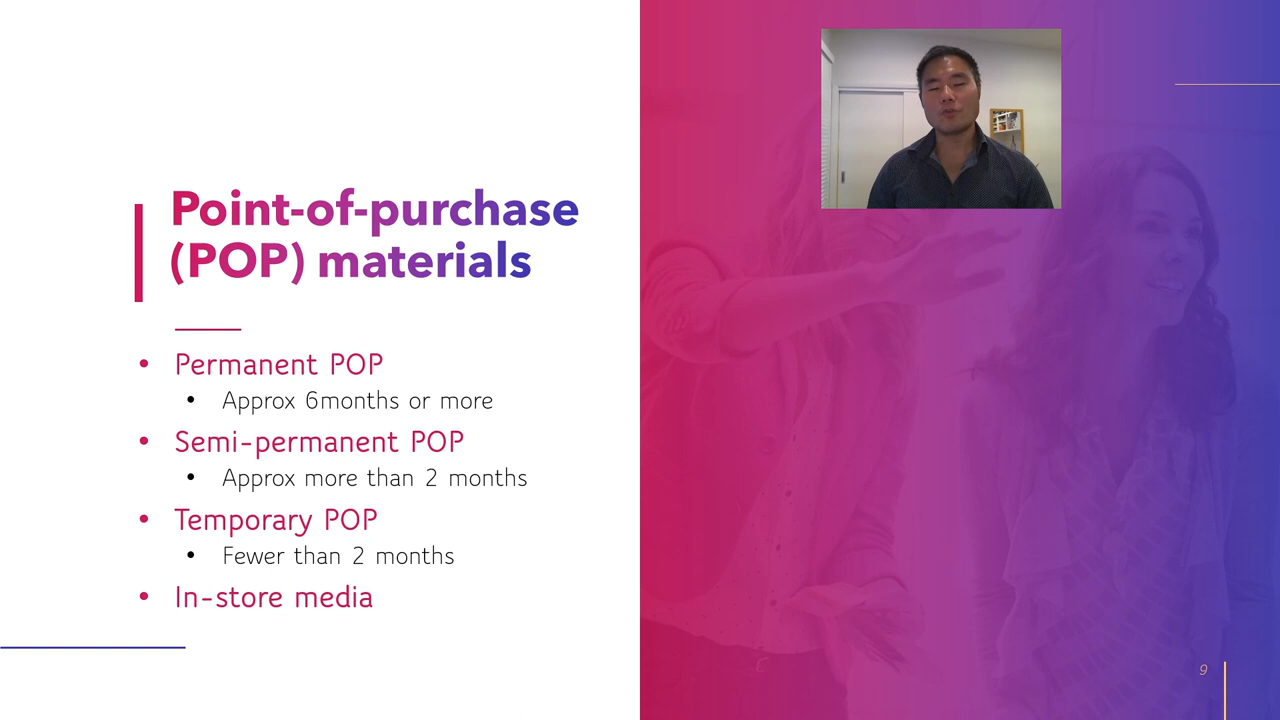 Point-of-purchase
(POP) materials
• Permanent POP
• Approx 6months or more
• Semi-permanent POP
• Approx more than 2 months
• Temporary POP
• Fewer than 2 months
• In-store media
9